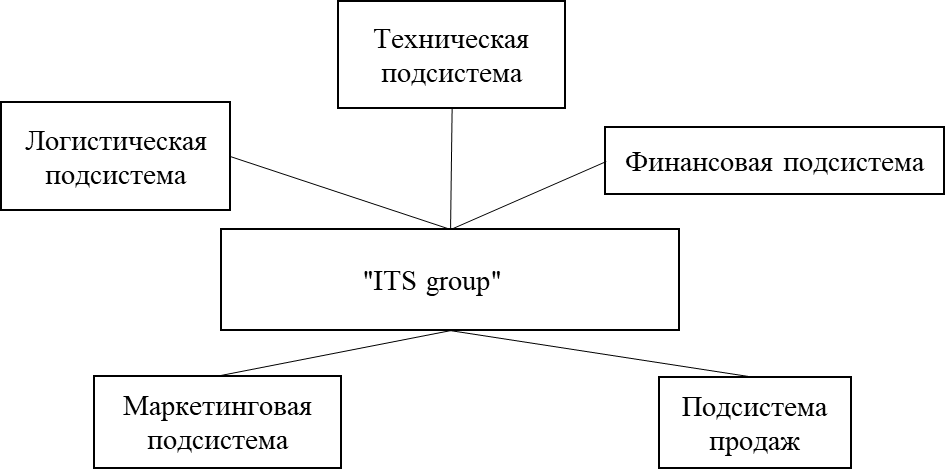 Техническая
подсистема
Логистическая
подсистема
Финансовая подсистема
"ITS group"
Маркетинговая
подсистема
Подсистема
продаж